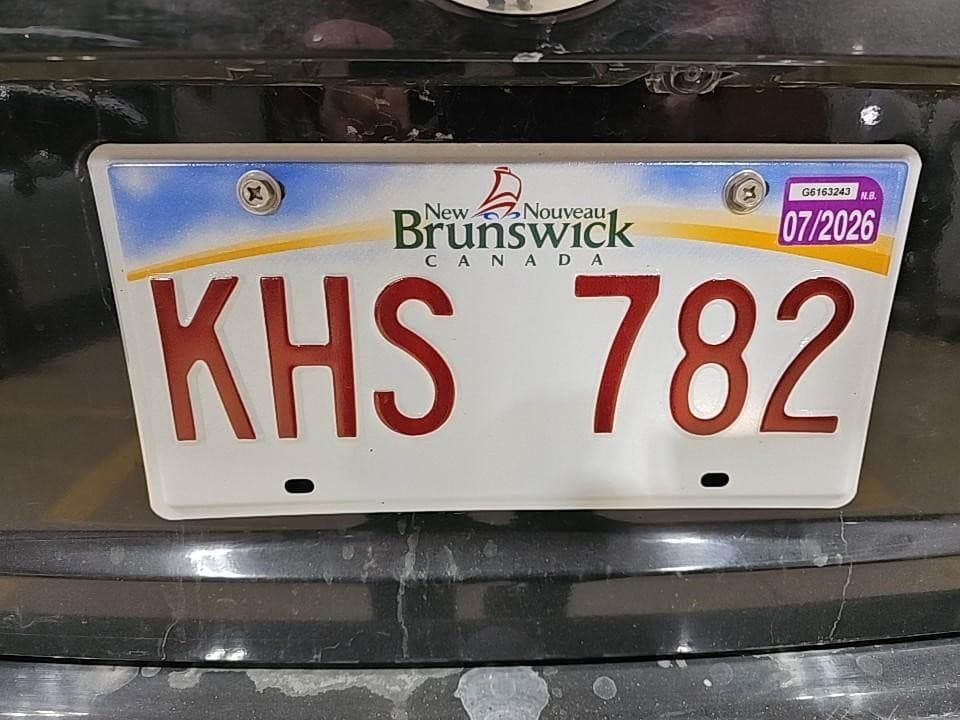 New Nouveau
Brunswick
CANADA
G6163243 N.B.
07/2026
KHS 782